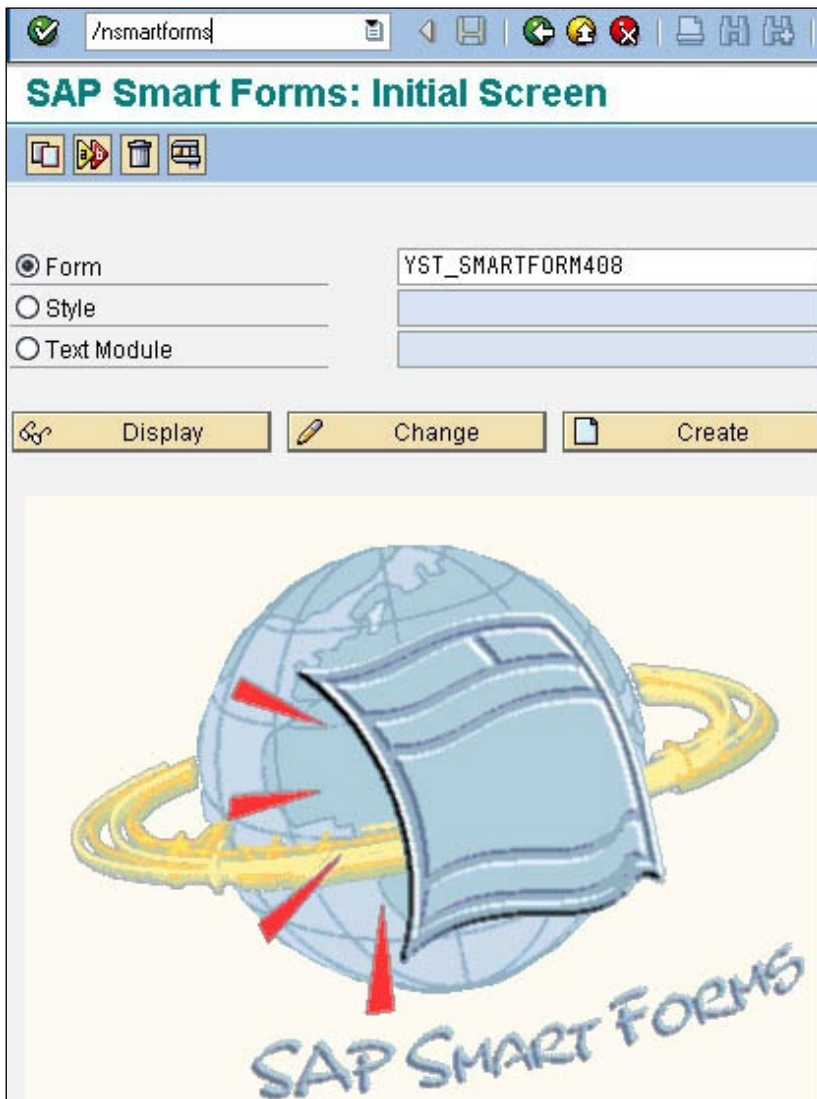 /nsmartforms
SAP Smart Forms: Initial Screen
Form YST_SMARTFORM408
Style
Text Module
Display Change Create
SAP SMART FORMS